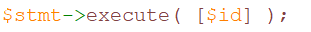 $stmt->execute( [$id] );